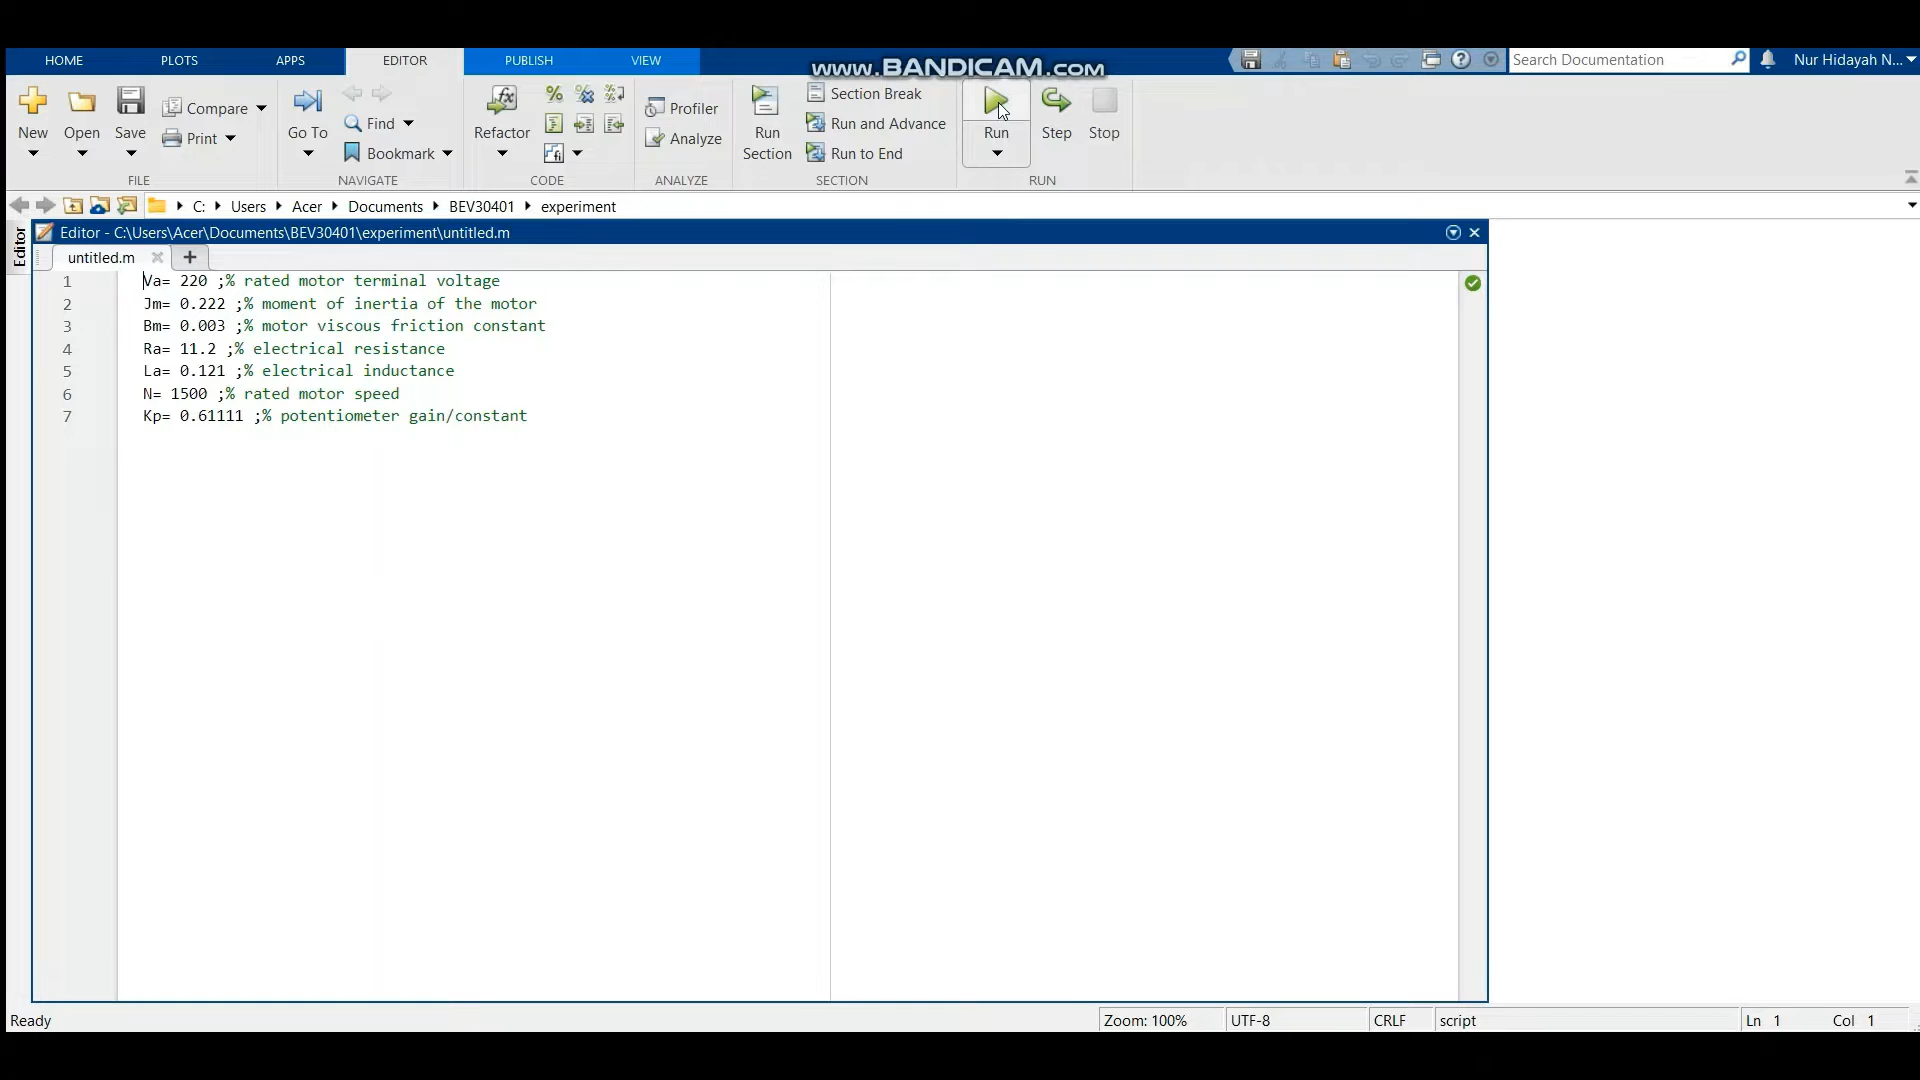 HOME PLOTS APPS EDITOR PUBLISH VIEW www.BANDICAM.com Search Documentation Nur Hidayah N...
New Open Save Compare Print Go To Find Bookmark Refactor Profiler Analyze Run Section Section Break Run and Advance Run to End Run Step Stop
FILE NAVIGATE CODE ANALYZE SECTION RUN
C: Users Acer Documents BEV30401 experiment
Editor
Editor - C:\Users\Acer\Documents\BEV30401\experiment\untitled.m
untitled.m
1 Va= 220 ;% rated motor terminal voltage
2 Jm= 0.222 ;% moment of inertia of the motor
3 Bm= 0.003 ;% motor viscous friction constant
4 Ra= 11.2 ;% electrical resistance
5 La= 0.121 ;% electrical inductance
6 N= 1500 ;% rated motor speed
7 Kp= 0.61111 ;% potentiometer gain/constant
Ready Zoom: 100% UTF-8 CRLF script Ln 1 Col 1